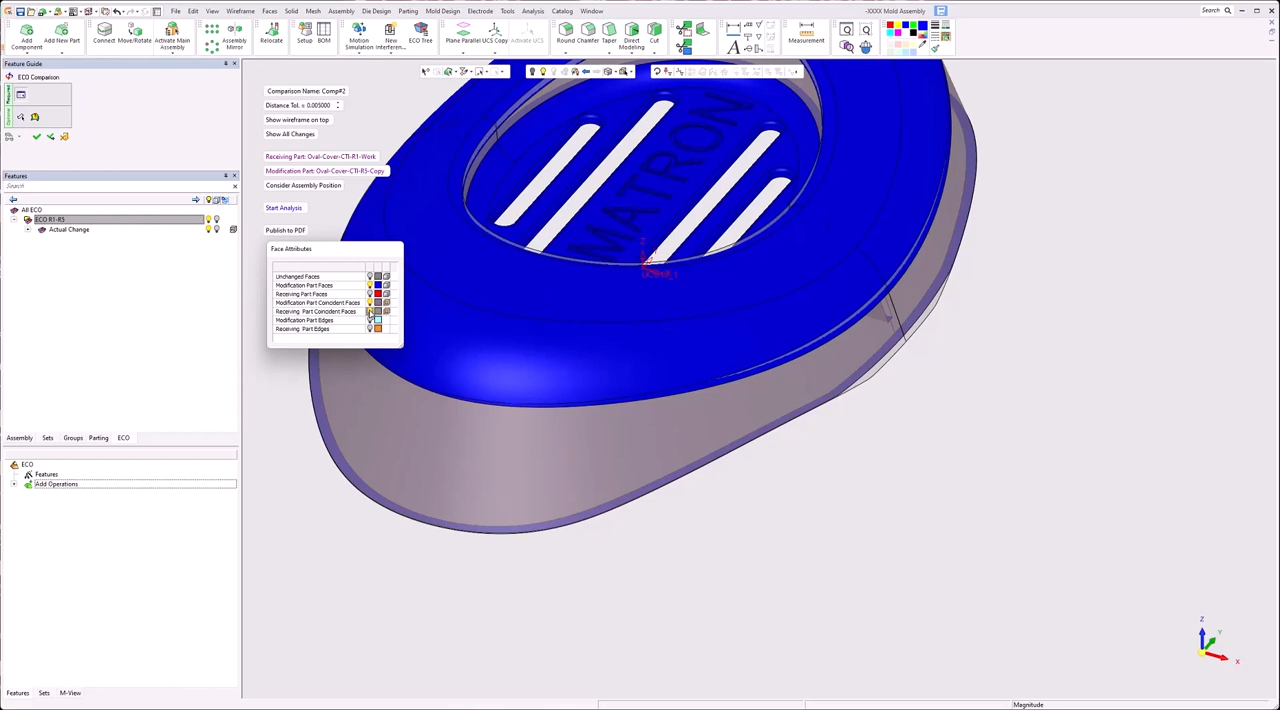 File Edit View Wireframe Faces Solid Mesh Assembly Die Design Parting Mold Design Electrode Tools Analysis Catalog Window
-XXXX Mold Assembly
Search
Add Component
Add New Part
Connect
Move/Rotate
Activate Main Assembly
Assembly Mirror
Relocate
Setup
BOM
Motion Simulation
New Interferen...
ECO Tree
Plane Parallel
UCS Copy
Activate UCS
Round
Chamfer
Taper
Direct Modeling
Cut
Measurement
Feature Guide
ECO Comparison
Required
Optional
Features
Search
All ECO
ECO R1-R5
Actual Change
Assembly Sets Groups Parting ECO
ECO
Features
Add Operations
Features Sets M-View
Comparison Name: Comp#2
Distance Tol. = 0.005000
Show wireframe on top
Show All Changes
Receiving Part: Oval-Cover-CTI-R1-Work
Modification Part: Oval-Cover-CTI-R5-Copy
Consider Assembly Position
Start Analysis
Publish to PDF
Face Attributes
Unchanged Faces
Modification Part Faces
Receiving Part Faces
Modification Part Coincident Faces
Receiving Part Coincident Faces
Modification Part Edges
Receiving Part Edges
IMATRON
Z
Y
X
Magnitude